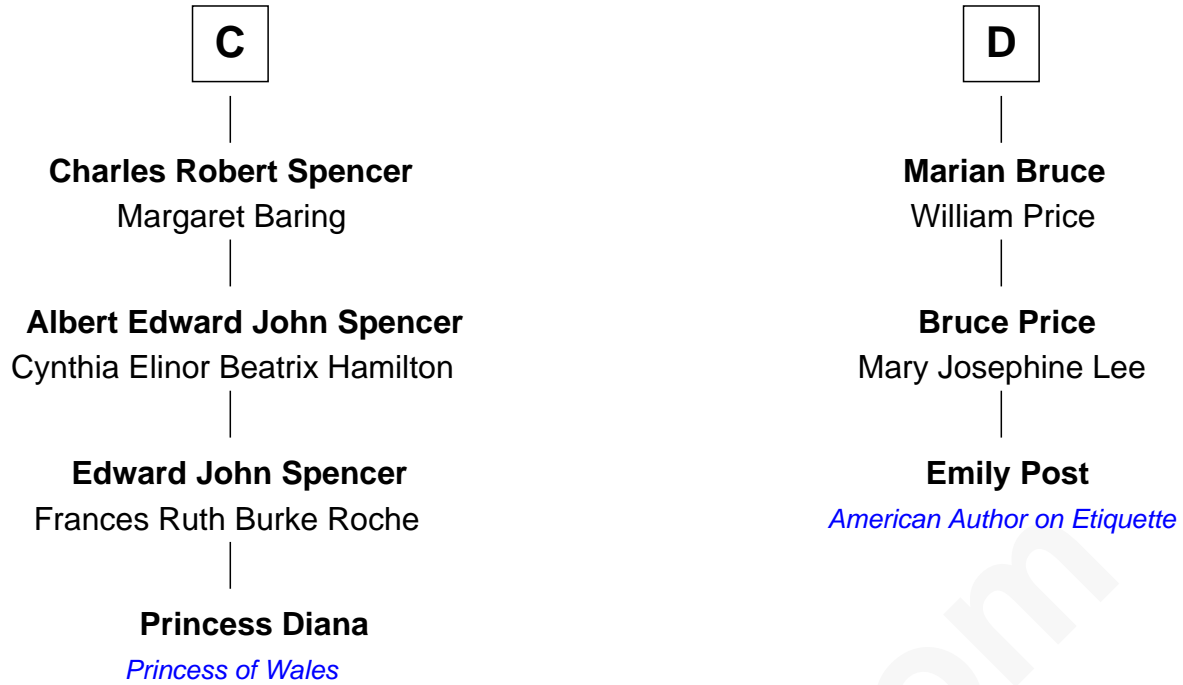 C
Charles Robert Spencer
Margaret Baring
Albert Edward John Spencer
Cynthia Elinor Beatrix Hamilton
Edward John Spencer
Frances Ruth Burke Roche
Princess Diana
Princess of Wales
D
Marian Bruce
William Price
Bruce Price
Mary Josephine Lee
Emily Post
American Author on Etiquette
om